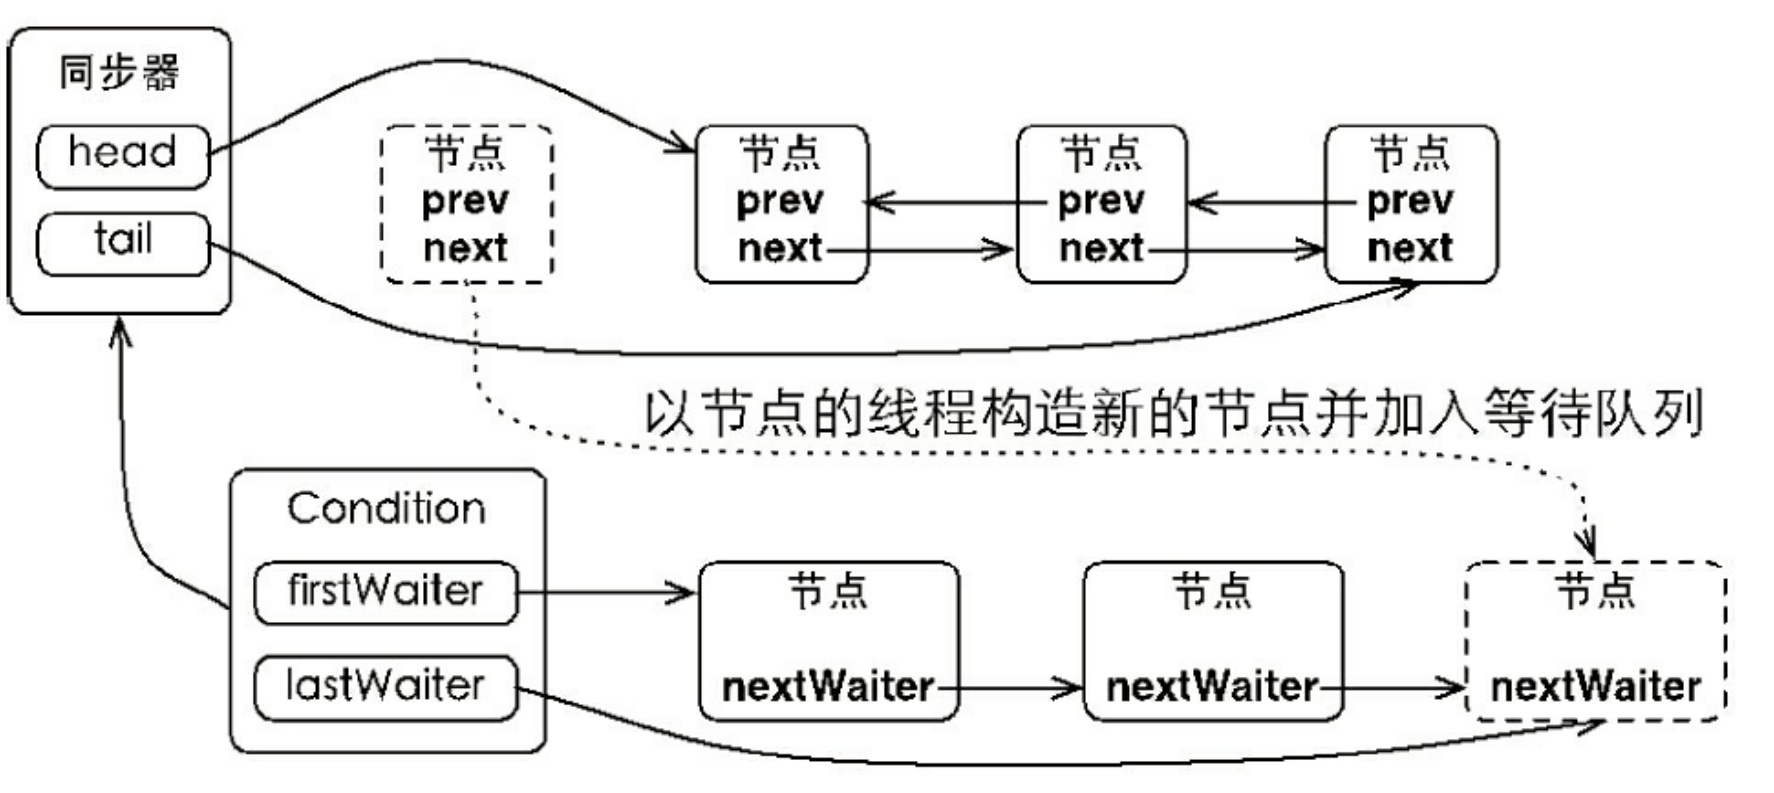 同步器
head
tail
节点
prev
next
节点
prev
next
节点
prev
next
节点
prev
next
以节点的线程构造新的节点并加入等待队列
Condition
firstWaiter
lastWaiter
节点
nextWaiter
节点
nextWaiter
节点
nextWaiter